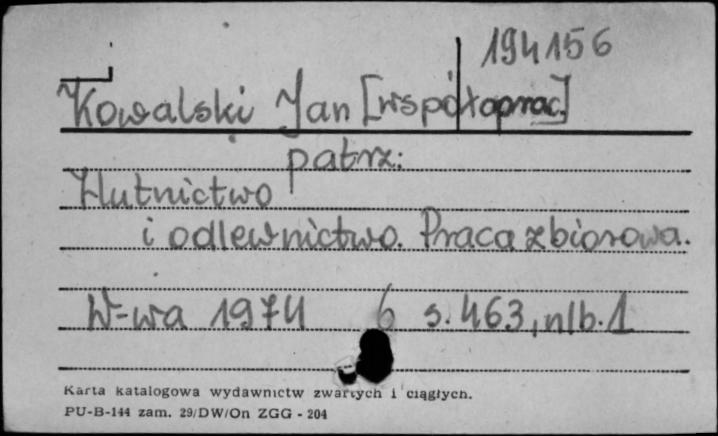 194156
Kowalski Jan [współoprac.]
patrz:
Hutnictwo
i odlewnictwo. Praca zbiorowa.
W-wa 1974 6 s. 463, nlb. 1
Karta katalogowa wydawnictw zwartych i ciągłych.
PU-B-144 zam. 29/DW/On ZGG - 204